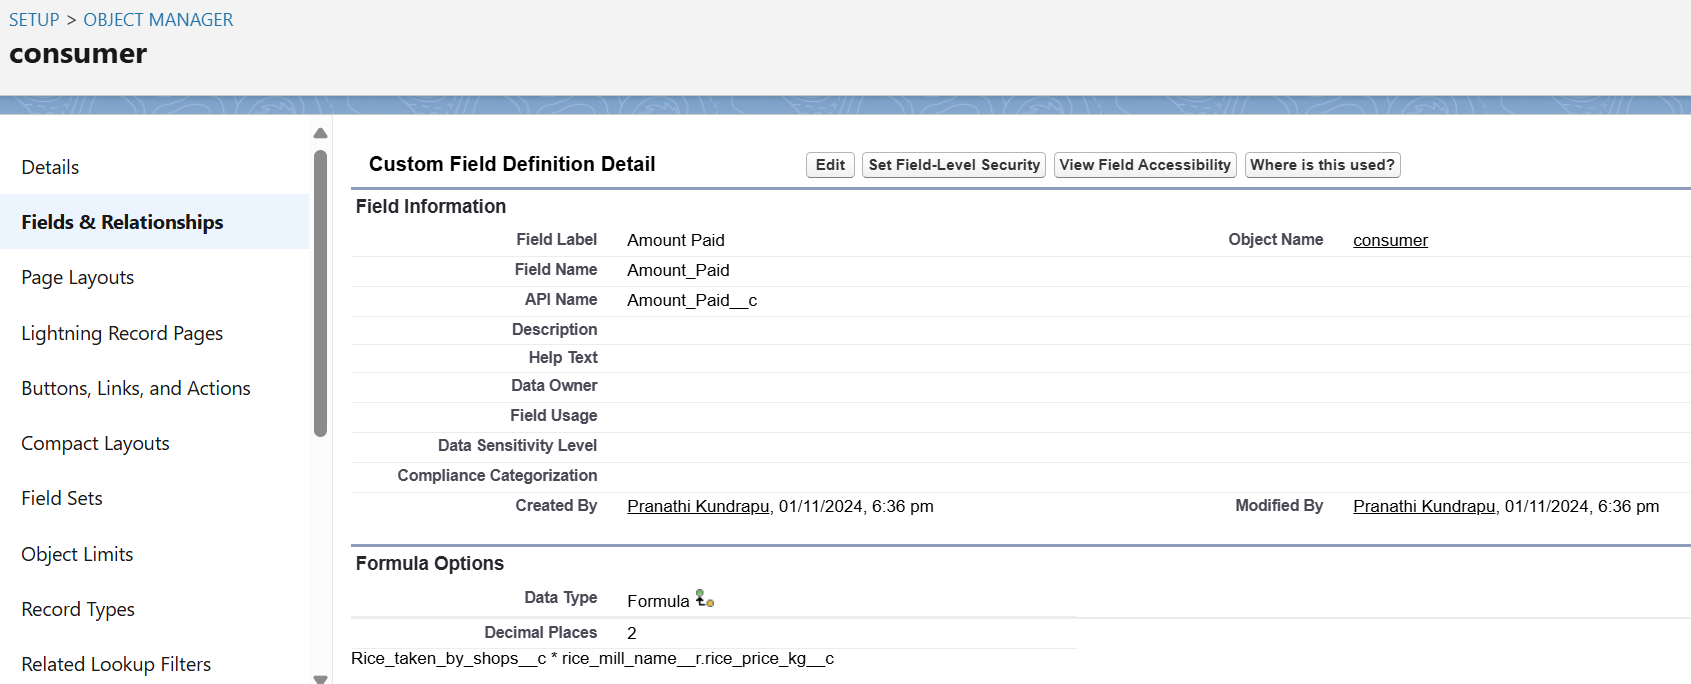 SETUP > OBJECT MANAGER
consumer
Details
Fields & Relationships
Page Layouts
Lightning Record Pages
Buttons, Links, and Actions
Compact Layouts
Field Sets
Object Limits
Record Types
Related Lookup Filters
Custom Field Definition Detail
Edit Set Field-Level Security View Field Accessibility Where is this used?
Field Information
Field Label Amount Paid Object Name consumer
Field Name Amount_Paid
API Name Amount_Paid__c
Description
Help Text
Data Owner
Field Usage
Data Sensitivity Level
Compliance Categorization
Created By Pranathi Kundrapu, 01/11/2024, 6:36 pm Modified By Pranathi Kundrapu, 01/11/2024, 6:36 pm
Formula Options
Data Type Formula
Decimal Places 2
Rice_taken_by_shops__c * rice_mill_name__r.rice_price_kg__c